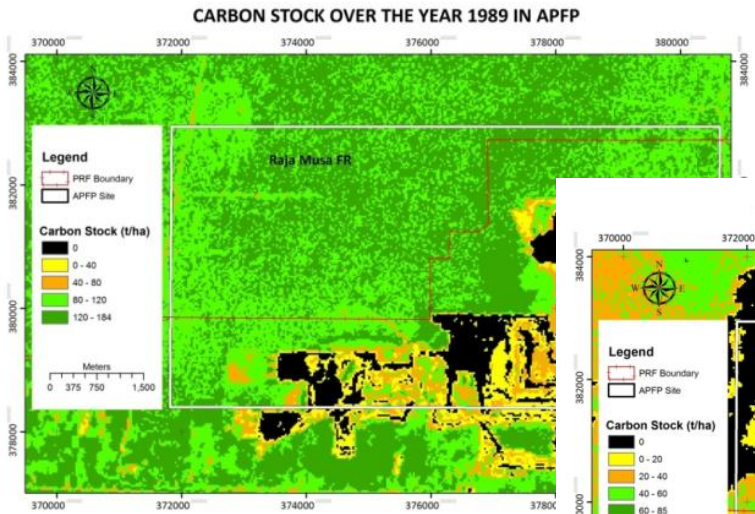 CARBON STOCK OVER THE YEAR 1989 IN APFP
370000 372000 374000 376000 378000 380000
384000 384000
N
W E
S
Raja Musa FR
Legend
PRF Boundary
APFP Site
Carbon Stock (t/ha)
0
0 - 40
40 - 80
80 - 120
120 - 184
Meters
0 375 750 1,500
382000
380000
378000
370000 372000 374000 376000 378000
370000 372000
384000
N
W E
S
382000
Legend
PRF Boundary
APFP Site
Carbon Stock (t/ha)
0
0 - 20
20 - 40
40 - 60
60 - 85